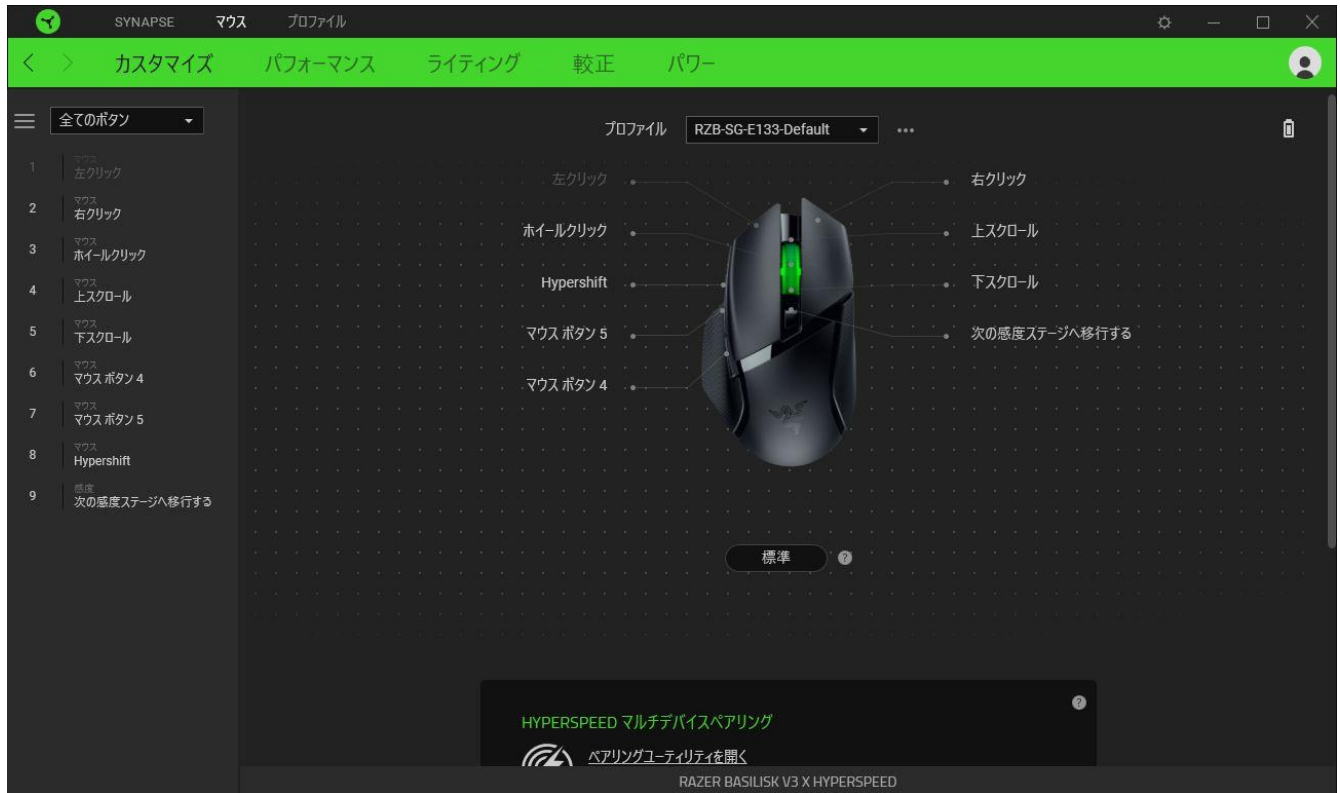 SYNAPSE マウス プロファイル
カスタマイズ パフォーマンス ライティング 較正 パワー
全てのボタン
プロファイル RZB-SG-E133-Default
1 マウス
左クリック
2 マウス
右クリック
3 マウス
ホイールクリック
4 マウス
上スクロール
5 マウス
下スクロール
6 マウス
マウス ボタン 4
7 マウス
マウス ボタン 5
8 マウス
Hypershift
9 感度
次の感度ステージへ移行する
左クリック
ホイールクリック
Hypershift
マウス ボタン 5
マウス ボタン 4
右クリック
上スクロール
下スクロール
次の感度ステージへ移行する
標準 ?
?
HYPERSPEED マルチデバイスペアリング
ペアリングユーティリティを開く
RAZER BASILISK V3 X HYPERSPEED